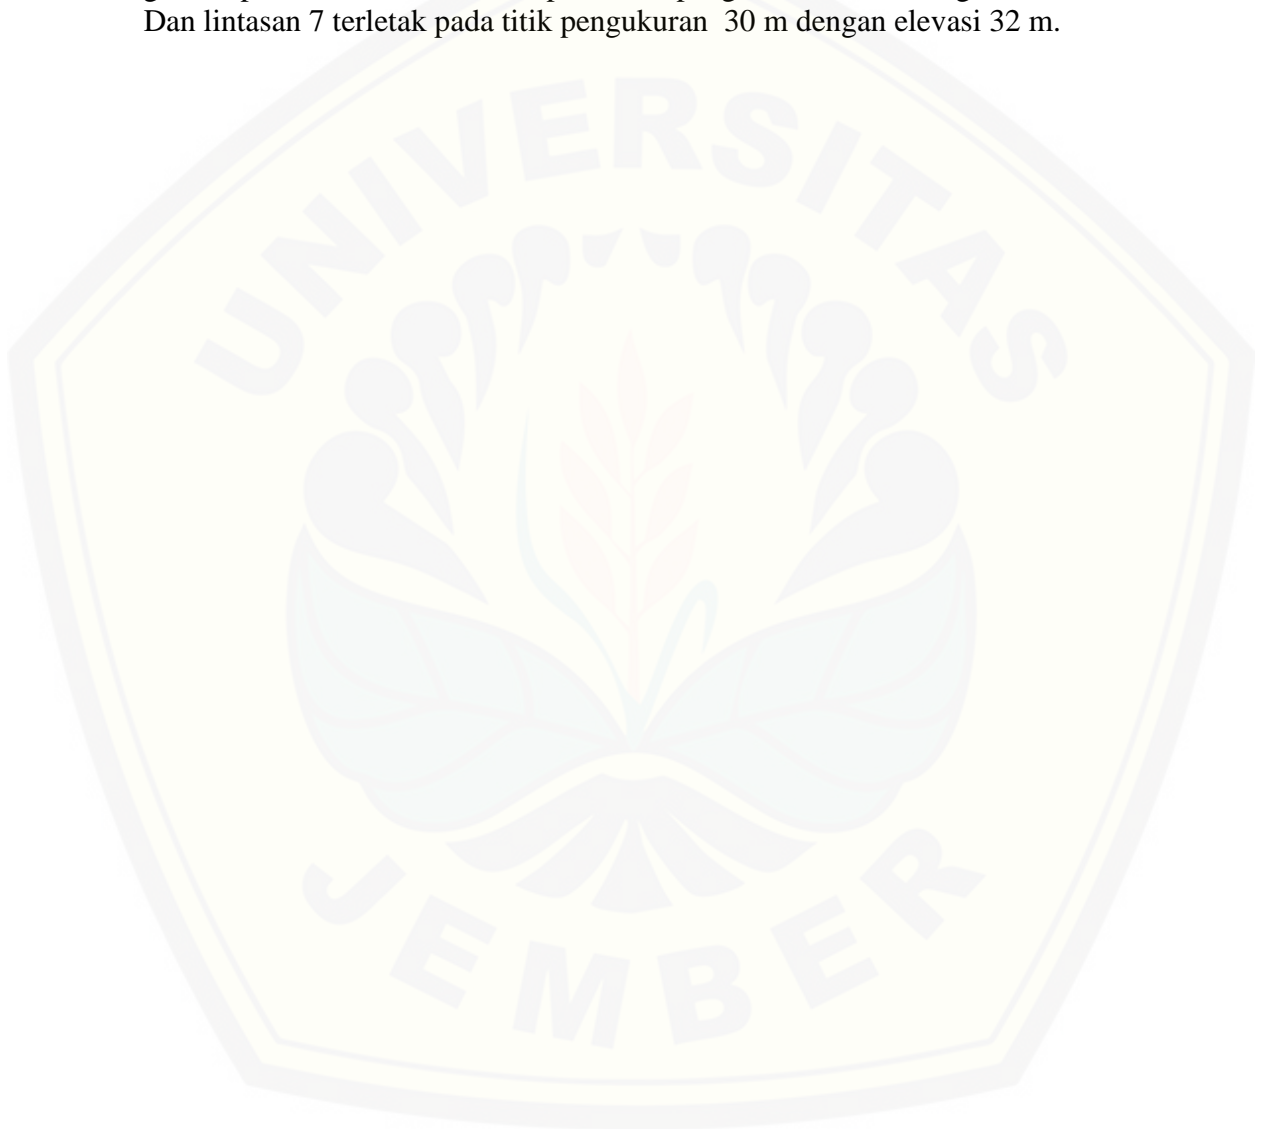 Dan lintasan 7 terletak pada titik pengukuran  30 m dengan elevasi 32 m.
UNIVERSITAS
JEMBER